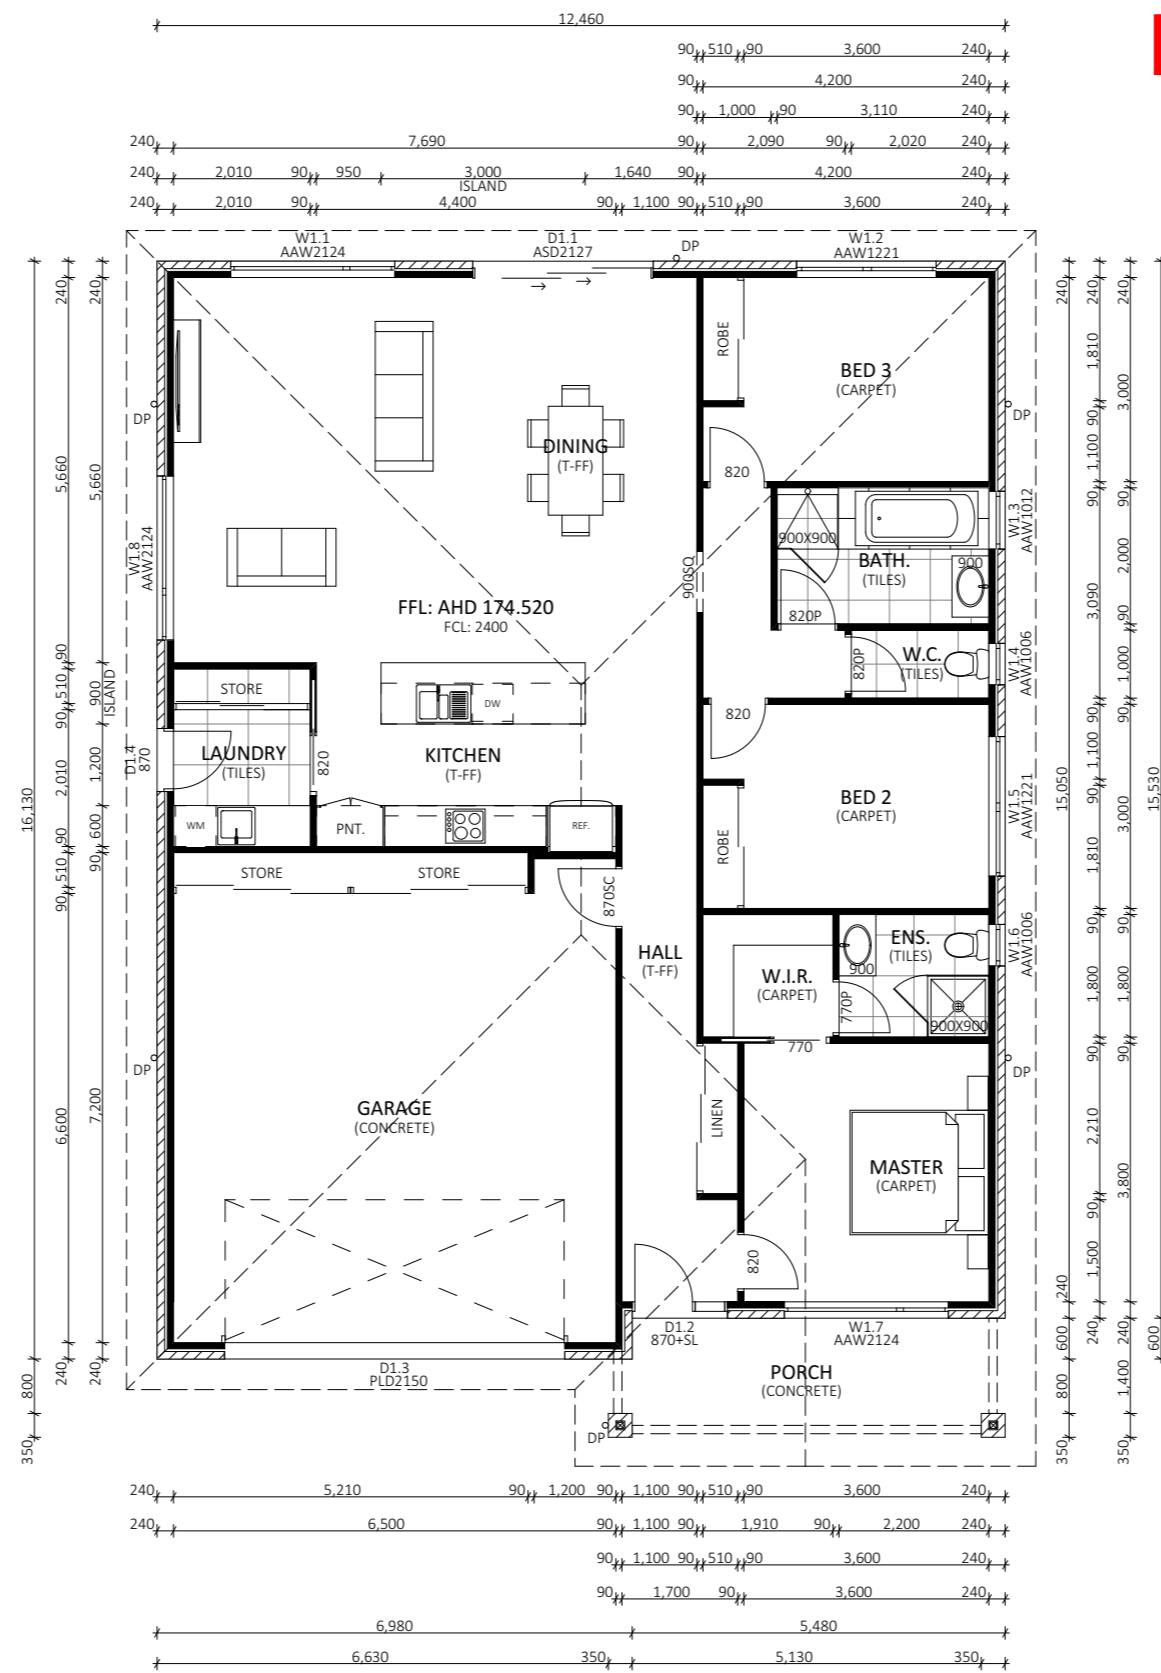 12,460
90 510 90 3,600 240
90 4,200 240
90 1,000 90 3,110 240
240 7,690 90 2,090 90 2,020 240
240 2,010 90 950 3,000 1,640 90 4,200 240
ISLAND
240 2,010 90 4,400 90 1,100 90 510 90 3,600 240
W1.1
AAW2124
D1.1
ASD2127
DP
W1.2
AAW1221
ROBE
BED 3
(CARPET)
DP
DP
DINING
(T-FF)
820
W1.8
AAW2124
900X900
BATH.
(TILES)
900
W1.3
AAW1012
900SQ
820P
FFL: AHD 174.520
FCL: 2400
820P
W.C.
(TILES)
W1.4
AAW1006
STORE
DW
820
D1.4
870
LAUNDRY
(TILES)
820
KITCHEN
(T-FF)
BED 2
(CARPET)
W1.5
AAW1221
WM
PNT.
REF.
ROBE
STORE
STORE
870SC
HALL
(T-FF)
W.I.R.
(CARPET)
ENS.
(TILES)
900
770P
900X900
W1.6
AAW1006
770
DP
DP
GARAGE
(CONCRETE)
LINEN
MASTER
(CARPET)
820
D1.2
870+SL
W1.7
AAW2124
D1.3
PLD2150
PORCH
(CONCRETE)
DP
16,130
800
350
240
5,660
90
510
90
2,010
90
510
90
6,600
240
240
5,660
900
ISLAND
1,200
600
90
7,200
240
240
15,050
240
600
800
350
240
1,810
90
1,100
90
3,090
90
1,100
90
1,810
90
1,800
90
2,210
90
1,500
240
240
3,000
90
2,000
90
1,000
90
3,000
90
1,800
90
3,800
240
1,400
350
15,530
600
240 5,210 90 1,200 90 1,100 90 510 90 3,600 240
240 6,500 90 1,100 90 1,910 90 2,200 240
90 1,100 90 510 90 3,600 240
90 1,700 90 3,600 240
6,980 5,480
6,630 350 5,130 350